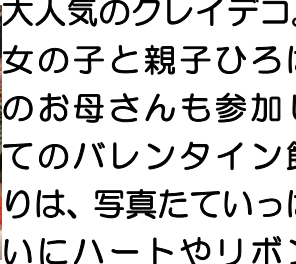 大人気のクレイデコ。
女の子と親子ひろ
のお母さんも参加
てのバレンタイン
りは、写真たていっ
いにハートやリボ